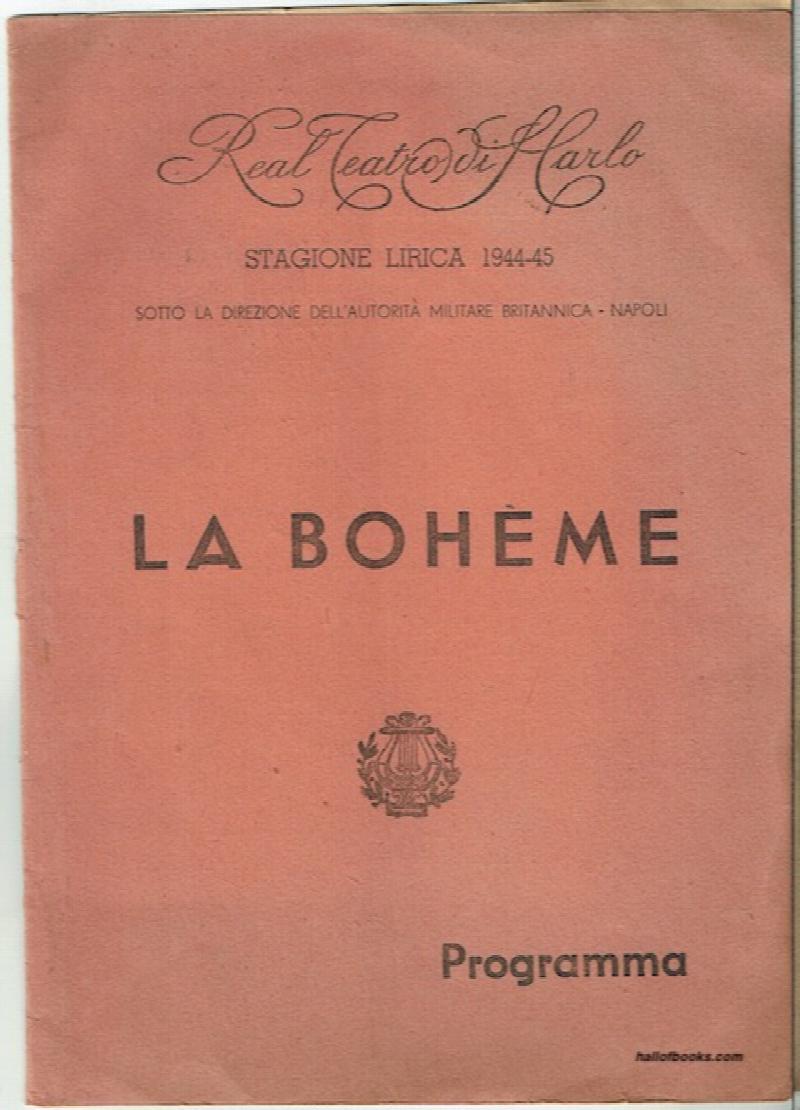 Real Teatro di S. Carlo
STAGIONE LIRICA 1944-45
SOTTO LA DIREZIONE DELL'AUTORITÀ MILITARE BRITANNICA - NAPOLI
LA BOHÈME
Programma
hallofbooks.com